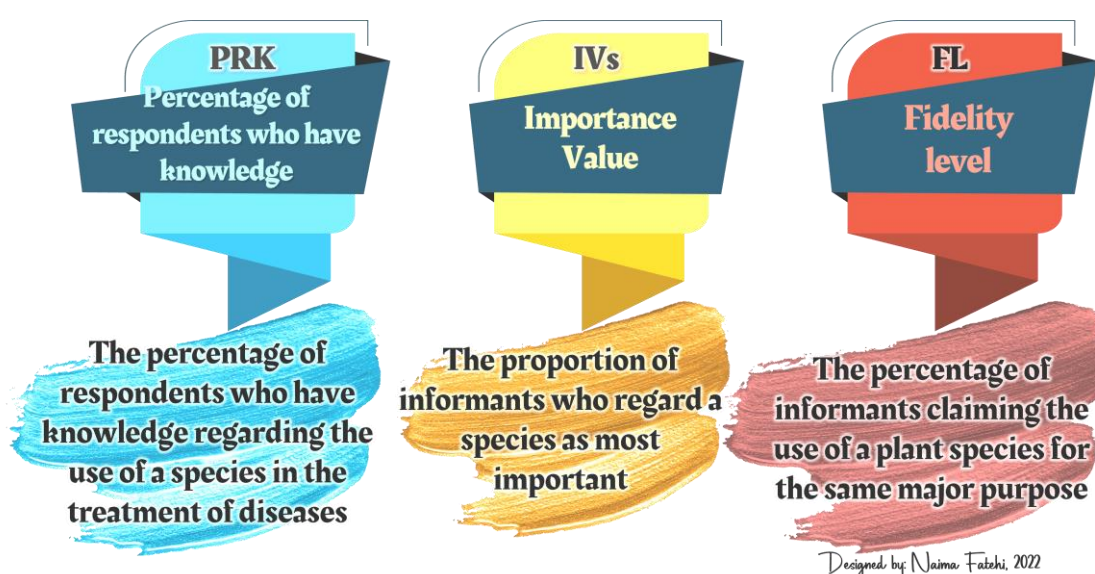 PRK
Percentage of
respondents who have
knowledge
The percentage of
respondents who have
knowledge regarding the
use of a species in the
treatment of diseases
IVs
Importance
Value
The proportion of
informants who regard a
species as most
important
FL
Fidelity
level
The percentage of
informants claiming the
use of a plant species for
the same major purpose
Designed by: Naima Fatehi, 2022